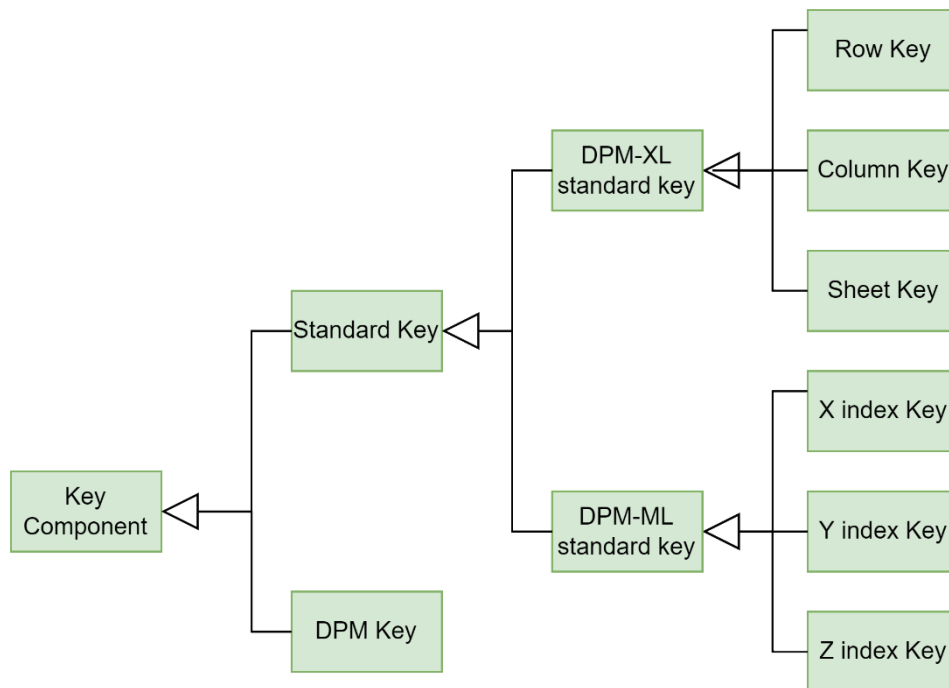 Row Key
DPM-XL
standard key
Column Key
Sheet Key
Standard Key
X index Key
Key
Component
DPM-ML
standard key
Y index Key
DPM Key
Z index Key